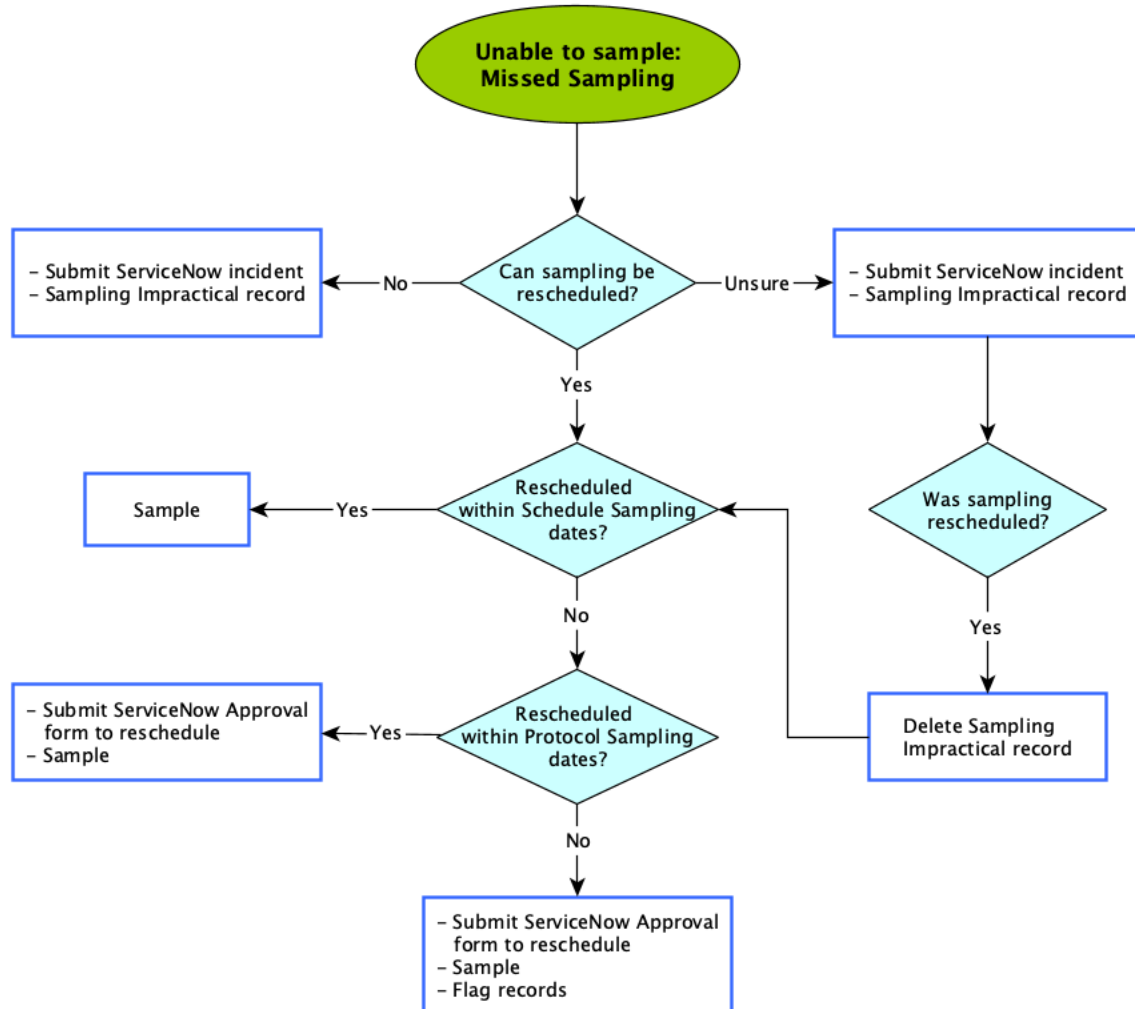 Unable to sample:
Missed Sampling
– Submit ServiceNow incident
– Sampling Impractical record
No
Can sampling be
rescheduled?
Unsure
– Submit ServiceNow incident
– Sampling Impractical record
Yes
Sample
Yes
Rescheduled
within Schedule Sampling
dates?
Was sampling
rescheduled?
No
Yes
– Submit ServiceNow Approval
form to reschedule
– Sample
Yes
Rescheduled
within Protocol Sampling
dates?
Delete Sampling
Impractical record
No
– Submit ServiceNow Approval
form to reschedule
– Sample
– Flag records